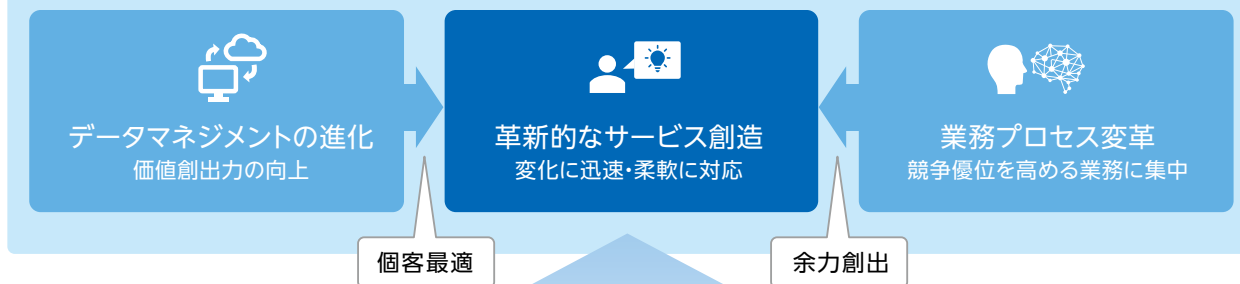 データマネジメントの進化
価値創出力の向上
革新的なサービス創造
変化に迅速・柔軟に対応
業務プロセス変革
競争優位を高める業務に集中
個客最適
余力創出